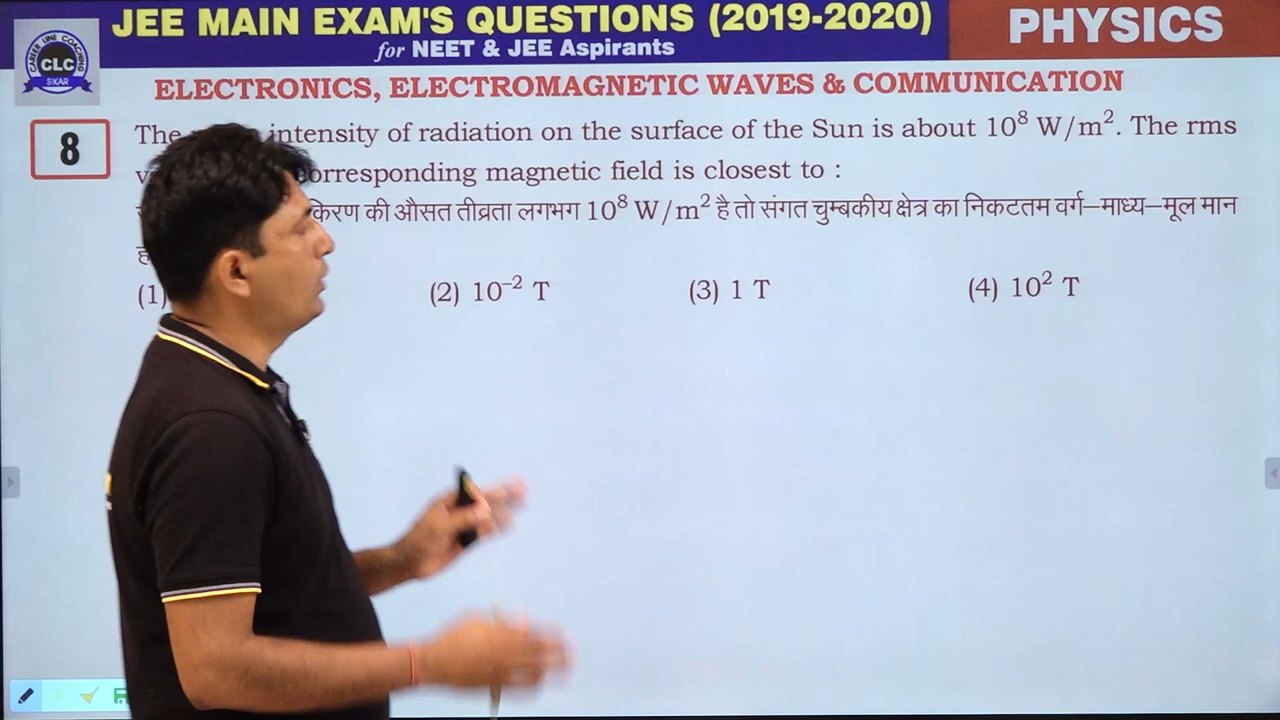 JEE MAIN EXAM'S QUESTIONS (2019-2020)
for NEET & JEE Aspirants
PHYSICS
CAREER LINE COACHING
CLC
SIKAR
ELECTRONICS, ELECTROMAGNETIC WAVES & COMMUNICATION
8
The intensity of radiation on the surface of the Sun is about 10⁸ W/m². The rms
corresponding magnetic field is closest to :
किरण की औसत तीव्रता लगभग 10⁸ W/m² है तो संगत चुम्बकीय क्षेत्र का निकटतम वर्ग–माध्य–मूल मान
(1) (2) 10⁻² T (3) 1 T (4) 10² T